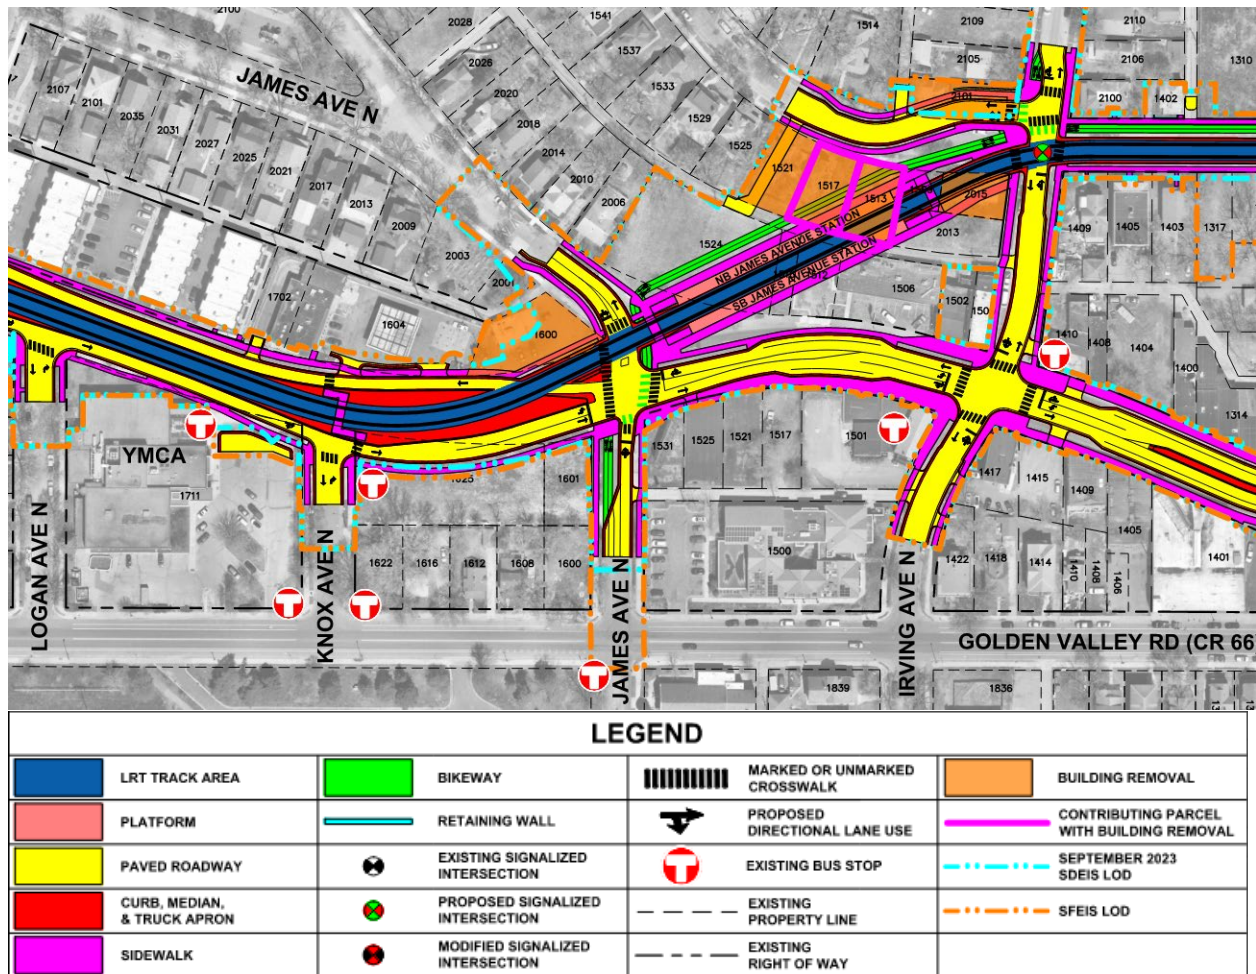 2100
2028
1541
1514
2109
2110
2107
2101
2035
2031
2027
2025
2021
2017
2013
2009
2003
2001
JAMES AVE N
2026
2020
2018
2014
2010
2006
1537
1533
1529
1525
1521
1517
1513
1524
2105
2101
2106
2100
1402
1310
2015
2013
NB JAMES AVENUE STATION
SB JAMES AVENUE STATION
1506
1502
150
1409
1405
1403
1317
1410
1408
1404
1400
1314
1702
1604
1600
YMCA
1711
1601
1531
1525
1521
1517
1501
1417
1415
1409
1405
1401
1622
1616
1612
1608
1600
1500
1422
1418
1414
1410
1408
1406
LOGAN AVE N
KNOX AVE N
JAMES AVE N
IRVING AVE N
GOLDEN VALLEY RD (CR 66
1839
1836
LEGEND
LRT TRACK AREA
BIKEWAY
MARKED OR UNMARKED
CROSSWALK
BUILDING REMOVAL
PLATFORM
RETAINING WALL
PROPOSED
DIRECTIONAL LANE USE
CONTRIBUTING PARCEL
WITH BUILDING REMOVAL
PAVED ROADWAY
EXISTING SIGNALIZED
INTERSECTION
EXISTING BUS STOP
SEPTEMBER 2023
SDEIS LOD
CURB, MEDIAN,
& TRUCK APRON
PROPOSED SIGNALIZED
INTERSECTION
EXISTING
PROPERTY LINE
SFEIS LOD
SIDEWALK
MODIFIED SIGNALIZED
INTERSECTION
EXISTING
RIGHT OF WAY